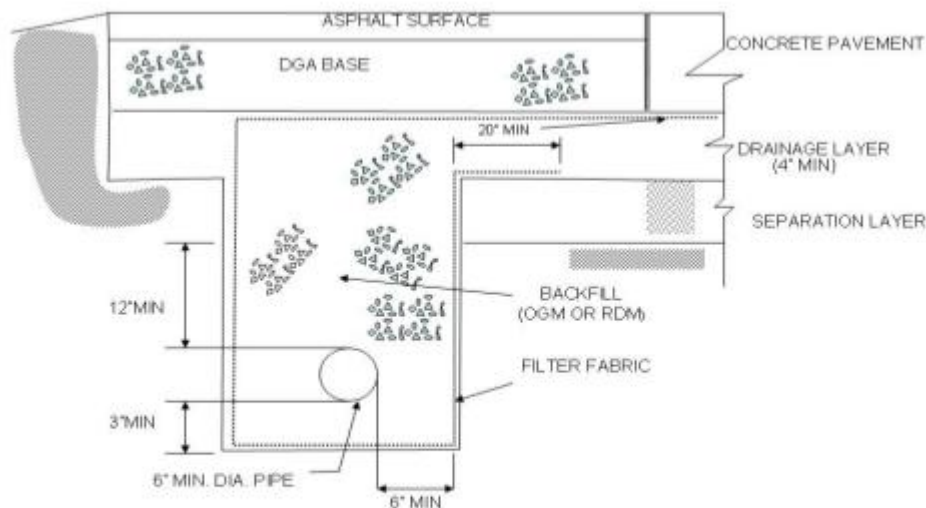 ASPHALT SURFACE
CONCRETE PAVEMENT
DGA BASE
20" MIN
DRAINAGE LAYER
(4" MIN)
SEPARATION LAYER
12"MIN
BACKFILL
(OGM OR RDM)
FILTER FABRIC
3"MIN
6" MIN. DIA. PIPE
6" MIN